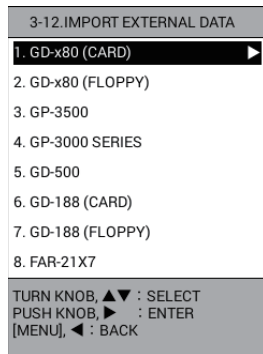 3-12.IMPORT EXTERNAL DATA
1. GD-x80 (CARD) ▶
2. GD-x80 (FLOPPY)
3. GP-3500
4. GP-3000 SERIES
5. GD-500
6. GD-188 (CARD)
7. GD-188 (FLOPPY)
8. FAR-21X7
TURN KNOB, ▲▼ : SELECT
PUSH KNOB, ▶ : ENTER
[MENU], ◀ : BACK